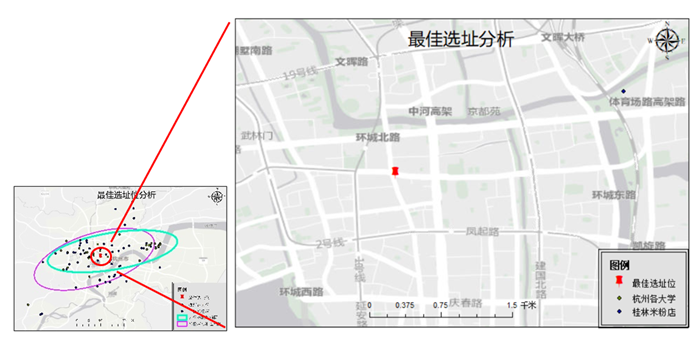 最佳选址分析
文晖大桥
文晖路
19号线
体育场路高架路
中河高架
京都苑
武林门
环城北路
环城东路
2号线
凤起路
建国北路
环城西路
延安路
庆春路
0 0.375 0.75 1.5 千米
N
W
E
S
图例
最佳选址位
杭州各大学
桂林米粉店
最佳选址位分析
图例